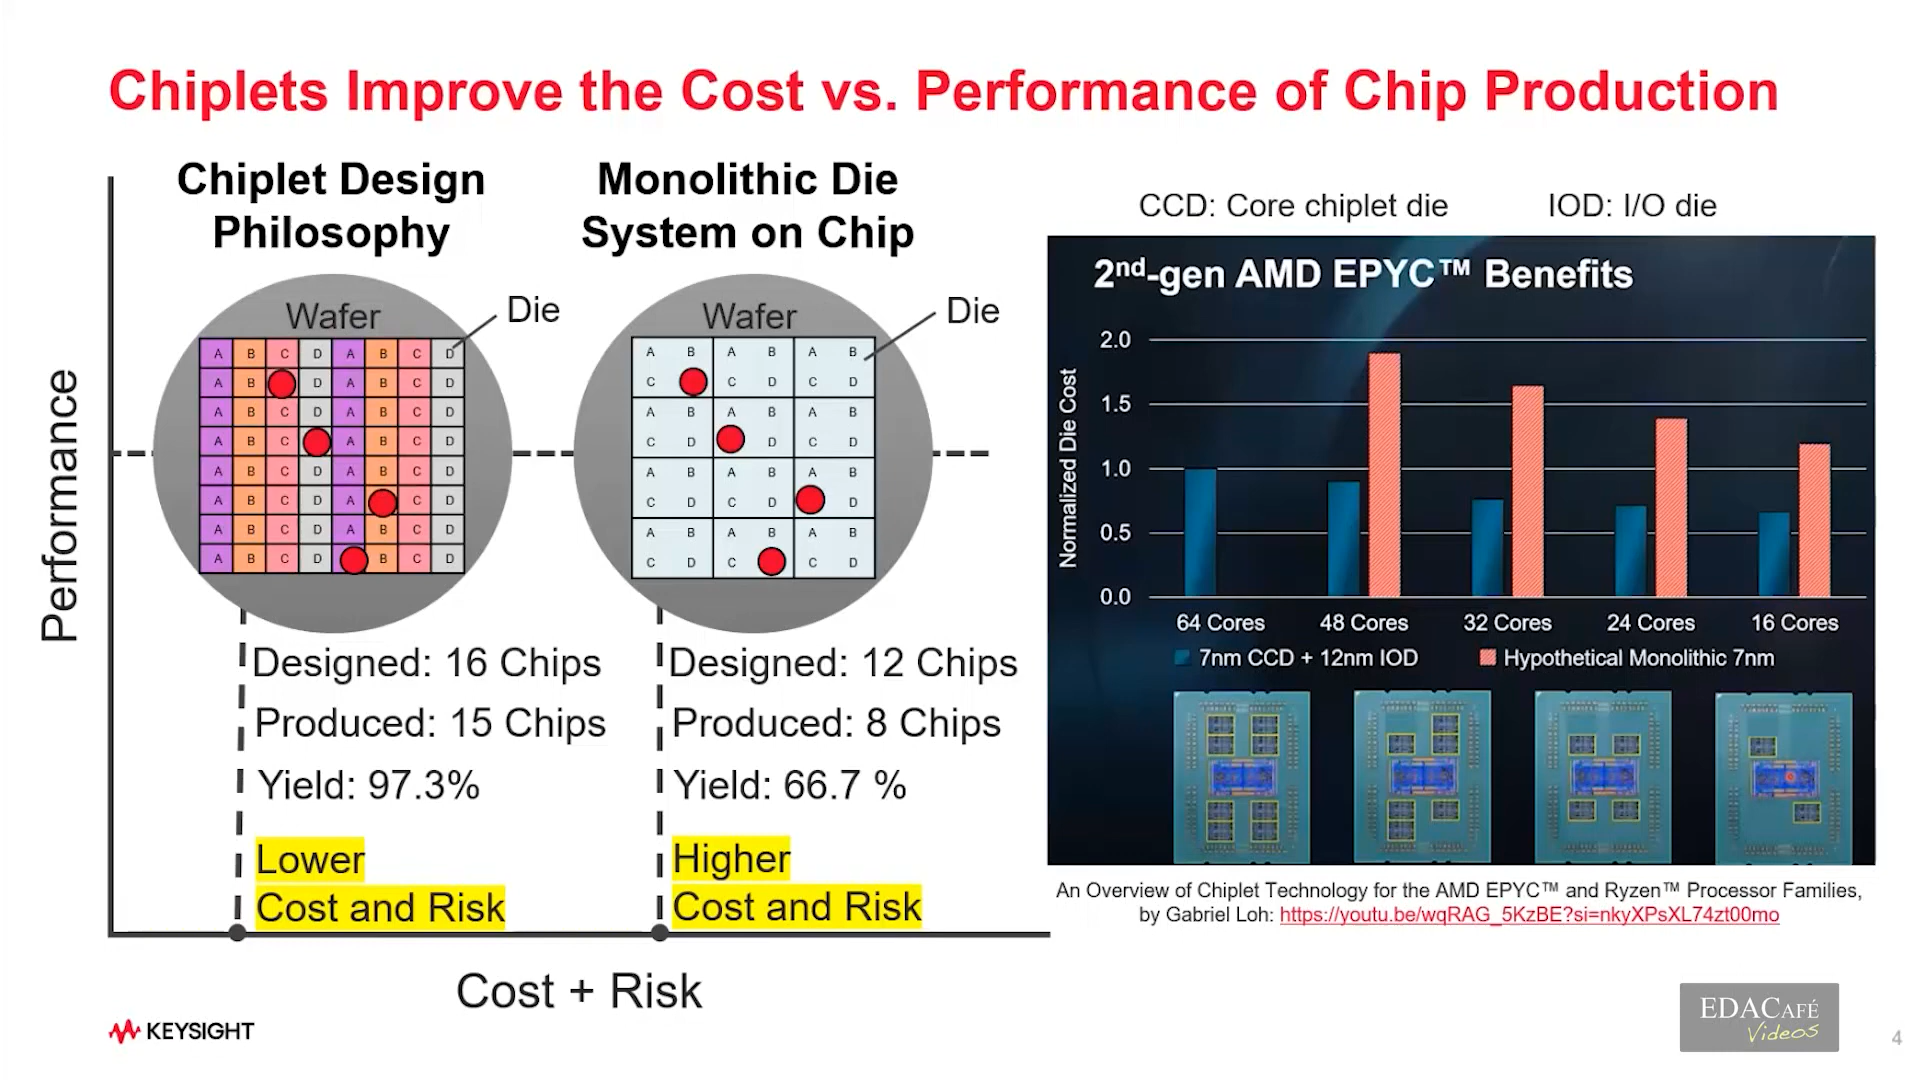 Chiplets Improve the Cost vs. Performance of Chip Production
Chiplet Design
Philosophy
Monolithic Die
System on Chip
Performance
Wafer
Die
A B C D A B C D
A B D A B C D
A B C D A B C D
A B C A B C D
A B C D A B C D
A B C D A C D
A B C D A B C D
A B C D B C D
Wafer
Die
A B A B A B
C C D C D
A B A B A B
C D D C D
A B A B A B
C D C D D
A B A B A B
C D C C D
Designed: 16 Chips
Produced: 15 Chips
Yield: 97.3%
Lower
Cost and Risk
Designed: 12 Chips
Produced: 8 Chips
Yield: 66.7 %
Higher
Cost and Risk
Cost + Risk
CCD: Core chiplet die IOD: I/O die
2nd-gen AMD EPYC™ Benefits
Normalized Die Cost
2.0
1.5
1.0
0.5
0.0
64 Cores 48 Cores 32 Cores 24 Cores 16 Cores
7nm CCD + 12nm IOD Hypothetical Monolithic 7nm
An Overview of Chiplet Technology for the AMD EPYC™ and Ryzen™ Processor Families,
by Gabriel Loh: https://youtu.be/wqRAG_5KzBE?si=nkyXPsXL74zt00mo
KEYSIGHT
EDACAFÉ
Videos
4